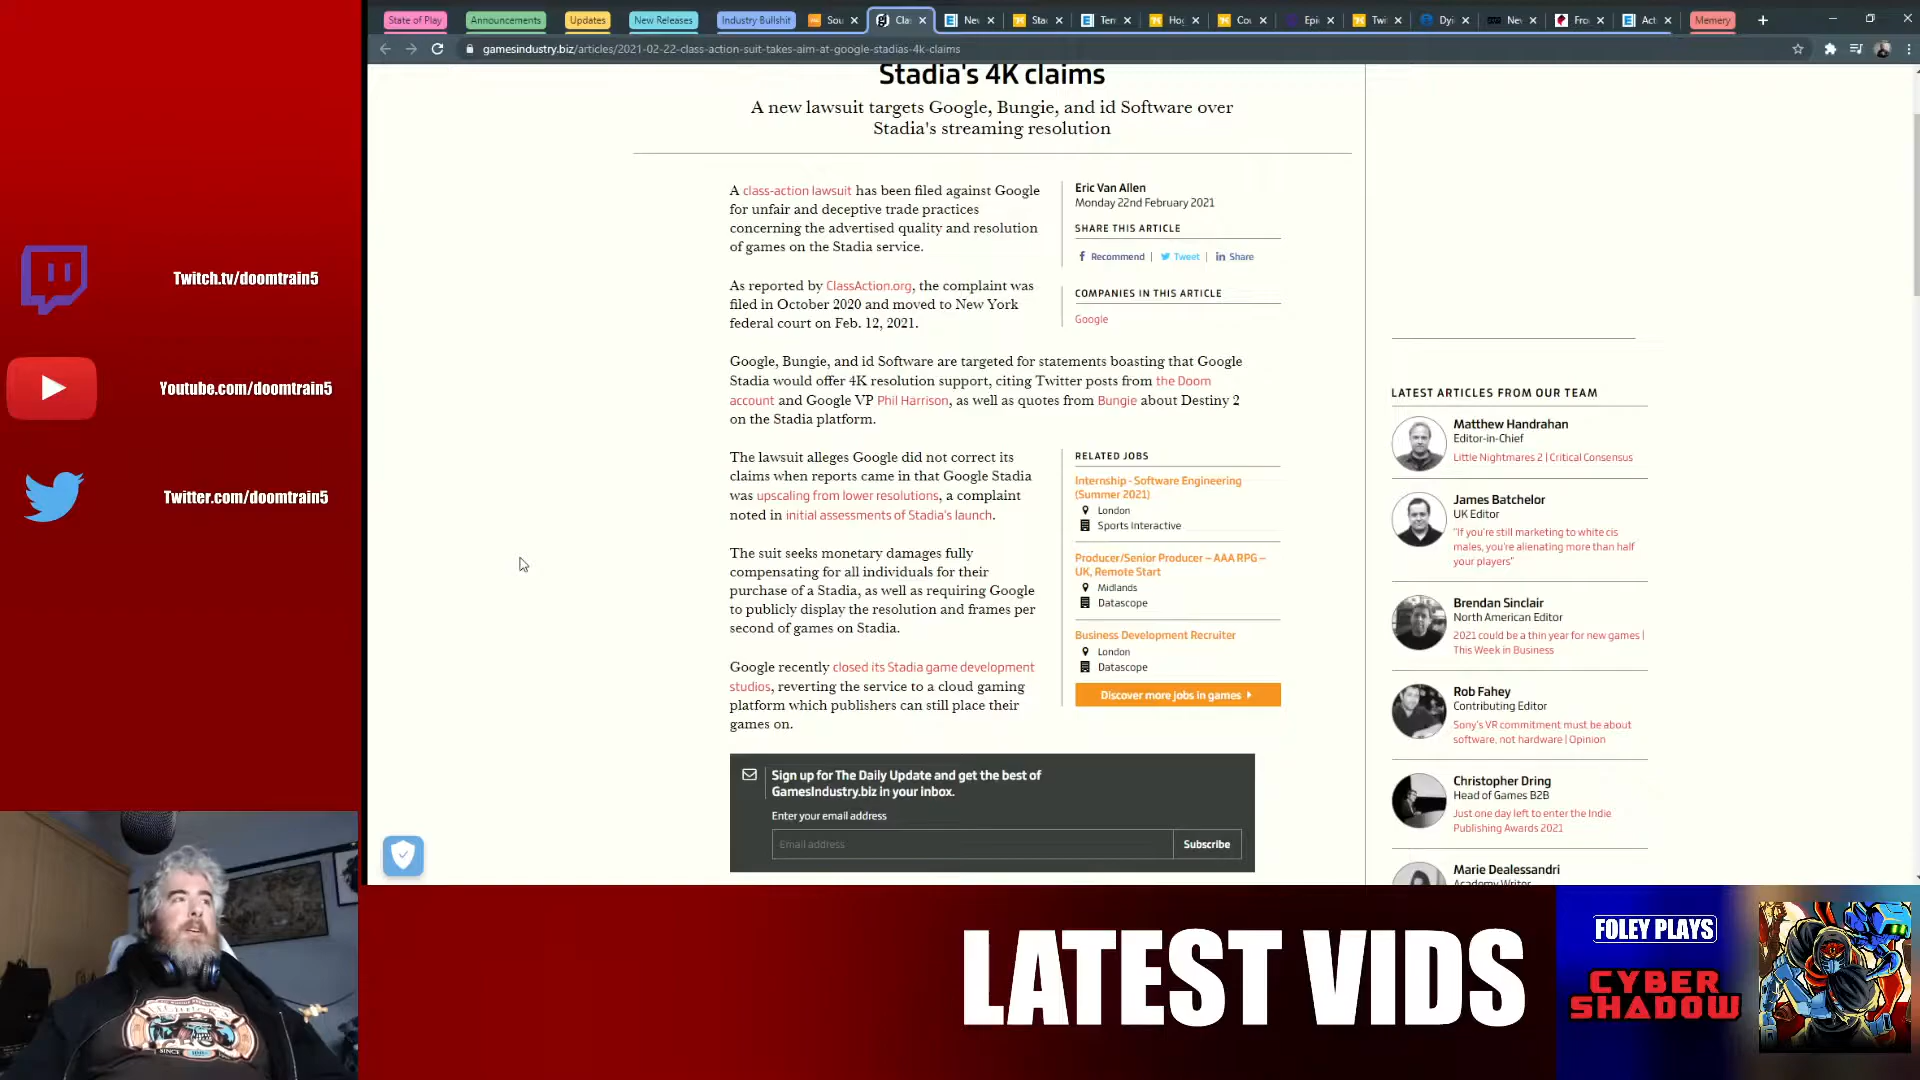 State of Play
Announcements
Updates
New Releases
Industry Bullshit
Sou
Cla
Nev
Sta
Ten
Hog
Cou
Epi
Twi
Dyi
Nev
Fro
Act
Memery
gamesindustry.biz/articles/2021-02-22-class-action-suit-takes-aim-at-google-stadias-4k-claims
Stadia's 4K claims
A new lawsuit targets Google, Bungie, and id Software over
Stadia's streaming resolution
A class-action lawsuit has been filed against Google
for unfair and deceptive trade practices
concerning the advertised quality and resolution
of games on the Stadia service.
As reported by ClassAction.org, the complaint was
filed in October 2020 and moved to New York
federal court on Feb. 12, 2021.
Google, Bungie, and id Software are targeted for statements boasting that Google
Stadia would offer 4K resolution support, citing Twitter posts from the Doom
account and Google VP Phil Harrison, as well as quotes from Bungie about Destiny 2
on the Stadia platform.
The lawsuit alleges Google did not correct its
claims when reports came in that Google Stadia
was upscaling from lower resolutions, a complaint
noted in initial assessments of Stadia's launch.
The suit seeks monetary damages fully
compensating for all individuals for their
purchase of a Stadia, as well as requiring Google
to publicly display the resolution and frames per
second of games on Stadia.
Google recently closed its Stadia game development
studios, reverting the service to a cloud gaming
platform which publishers can still place their
games on.
Eric Van Allen
Monday 22nd February 2021
SHARE THIS ARTICLE
Recommend | Tweet | in Share
COMPANIES IN THIS ARTICLE
Google
RELATED JOBS
Internship - Software Engineering
(Summer 2021)
London
Sports Interactive
Producer/Senior Producer – AAA RPG –
UK, Remote Start
Midlands
Datascope
Business Development Recruiter
London
Datascope
Discover more jobs in games
Sign up for The Daily Update and get the best of
GamesIndustry.biz in your inbox.
Enter your email address
Email address
Subscribe
LATEST ARTICLES FROM OUR TEAM
Matthew Handrahan
Editor-in-Chief
Little Nightmares 2 | Critical Consensus
James Batchelor
UK Editor
"If you're still marketing to white cis
males, you're alienating more than half
your players"
Brendan Sinclair
North American Editor
2021 could be a thin year for new games |
This Week in Business
Rob Fahey
Contributing Editor
Sony's VR commitment must be about
software, not hardware | Opinion
Christopher Dring
Head of Games B2B
Just one day left to enter the Indie
Publishing Awards 2021
Marie Dealessandri
Academy Writer
Twitch.tv/doomtrain5
Youtube.com/doomtrain5
Twitter.com/doomtrain5
LATEST VIDS
FOLEY PLAYS
CYBER
SHADOW